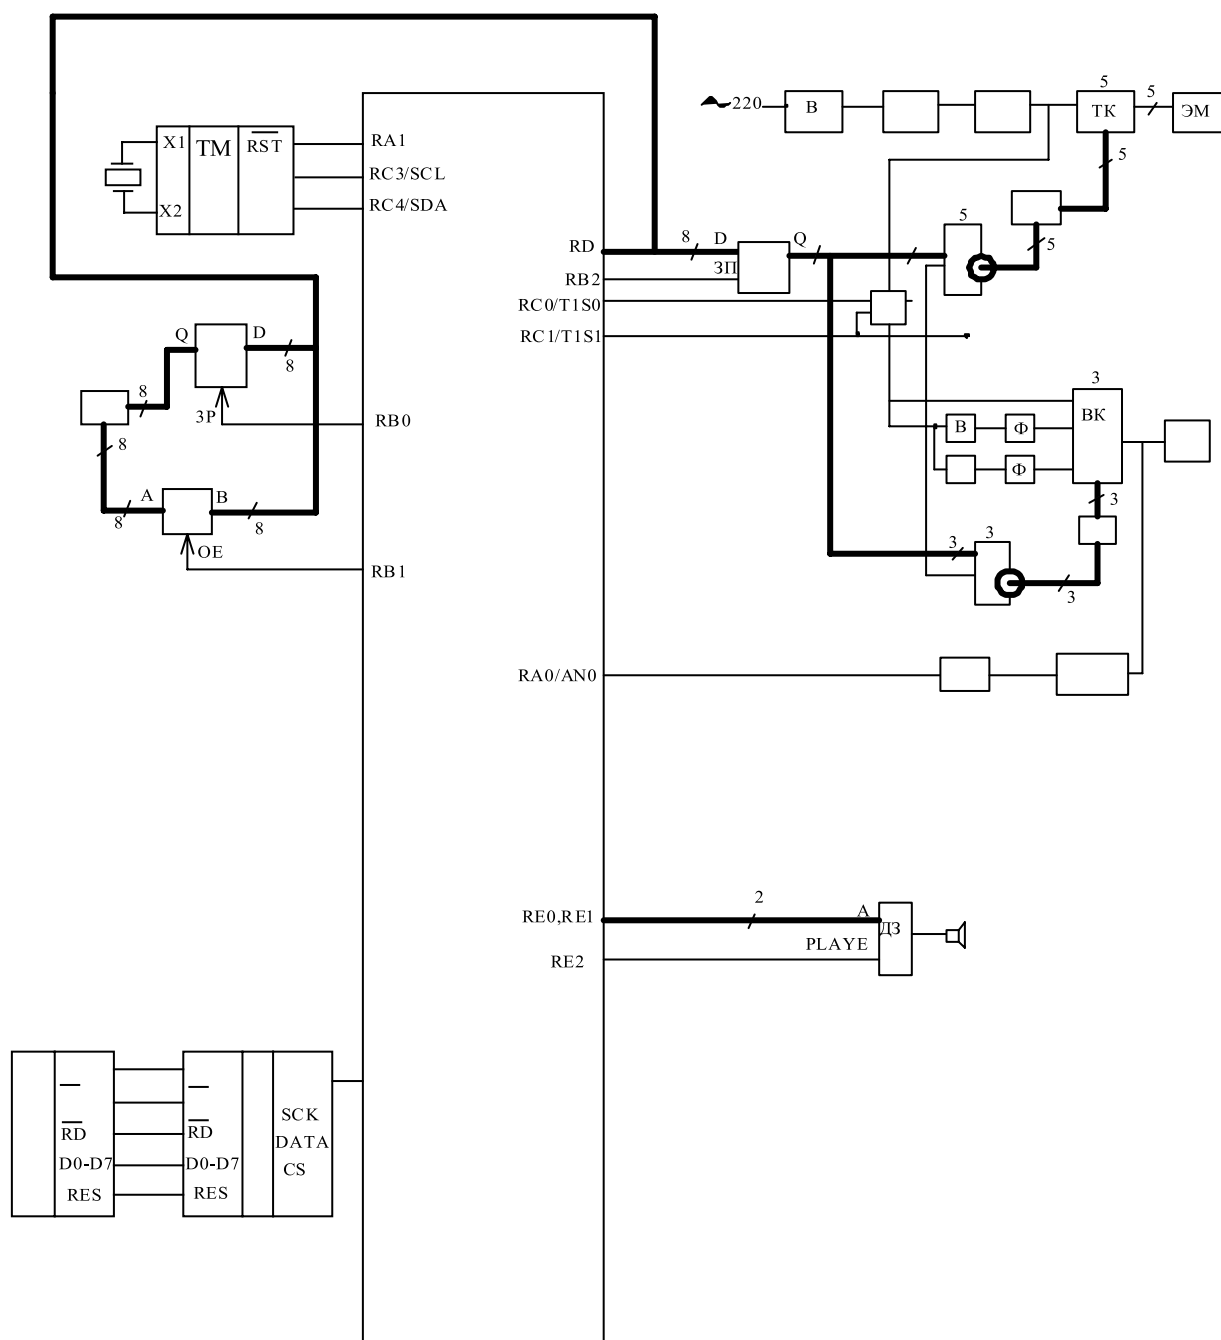 220
В
5
ТК
5
ЭМ
5
X1
ТМ
RST
RA1
RC3/SCL
X2
RC4/SDA
5
5
RD
8
D
Q
ЗП
RB2
RC0/T1S0
RC1/T1S1
Q
D
8
8
ЗР
RB0
8
A
B
8
8
OE
RB1
3
ВК
В
Ф
Ф
3
3
3
3
RA0/AN0
2
RE0,RE1
A
ДЗ
PLAYE
RE2
SCK
RD
RD
DATA
D0-D7
D0-D7
CS
RES
RES